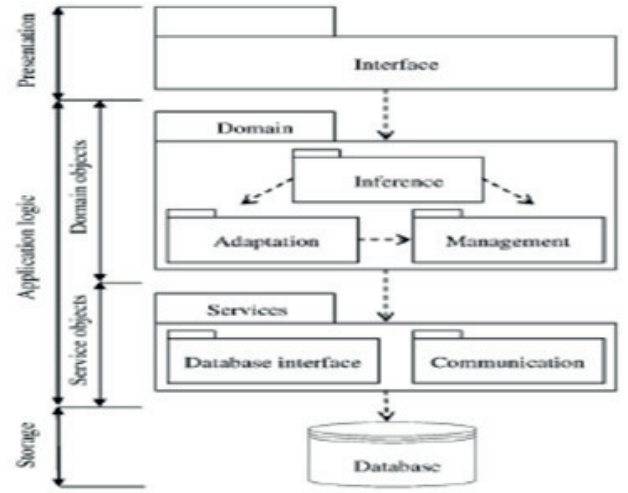 Presentation
Interface
Application logic
Domain objects
Domain
Inference
Adaptation
Management
Service objects
Services
Database interface
Communication
Storage
Database